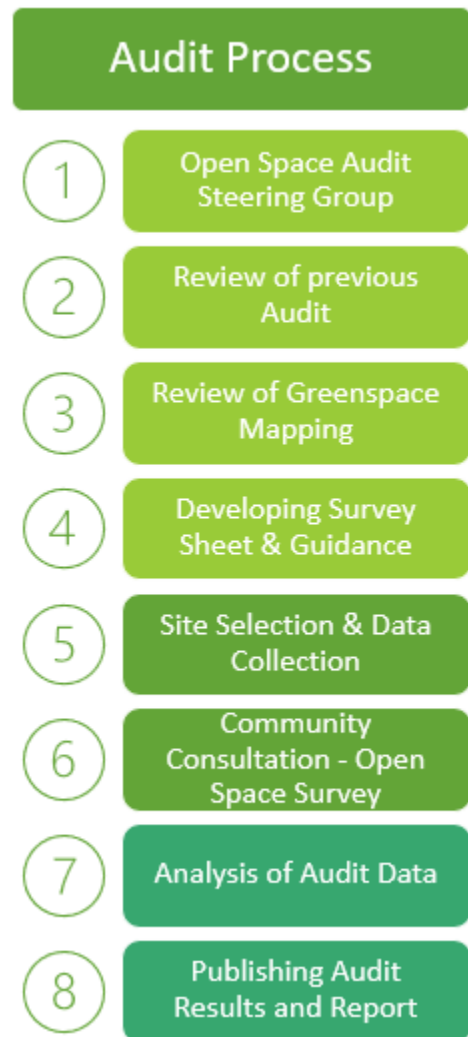 Audit Process
1
Open Space Audit
Steering Group
2
Review of previous
Audit
3
Review of Greenspace
Mapping
4
Developing Survey
Sheet & Guidance
5
Site Selection & Data
Collection
6
Community
Consultation - Open
Space Survey
7
Analysis of Audit Data
8
Publishing Audit
Results and Report